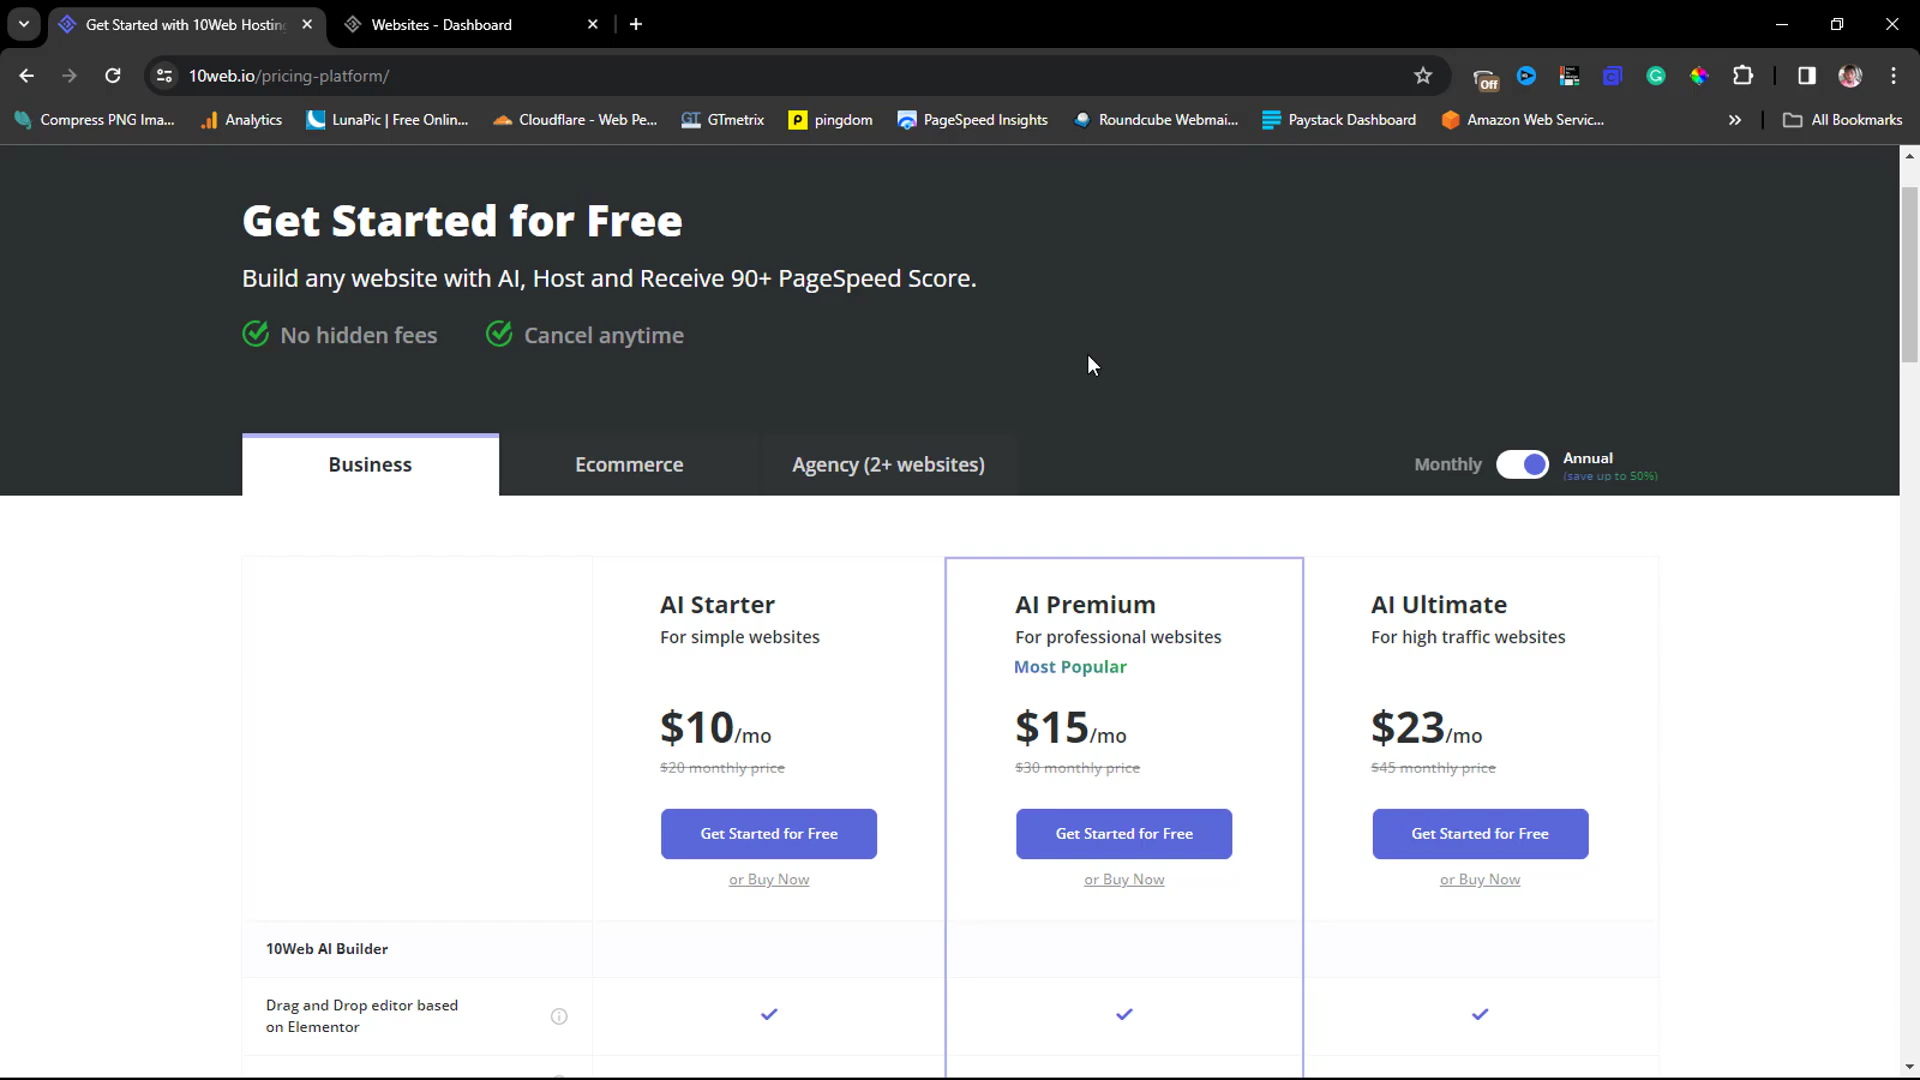 Get Started with 10Web Hosting
Websites - Dashboard
10web.io/pricing-platform/
Off
Compress PNG Ima...
Analytics
LunaPic | Free Onlin...
Cloudflare - Web Pe...
GT
GTmetrix
pingdom
PageSpeed Insights
Roundcube Webmai...
Paystack Dashboard
Amazon Web Servic...
All Bookmarks
Get Started for Free
Build any website with AI, Host and Receive 90+ PageSpeed Score.
No hidden fees
Cancel anytime
Business
Ecommerce
Agency (2+ websites)
Monthly
Annual
(save up to 50%)
AI Starter
For simple websites
$10/mo
$20 monthly price
Get Started for Free
or Buy Now
AI Premium
For professional websites
Most Popular
$15/mo
$30 monthly price
Get Started for Free
or Buy Now
AI Ultimate
For high traffic websites
$23/mo
$45 monthly price
Get Started for Free
or Buy Now
10Web AI Builder
Drag and Drop editor based
on Elementor